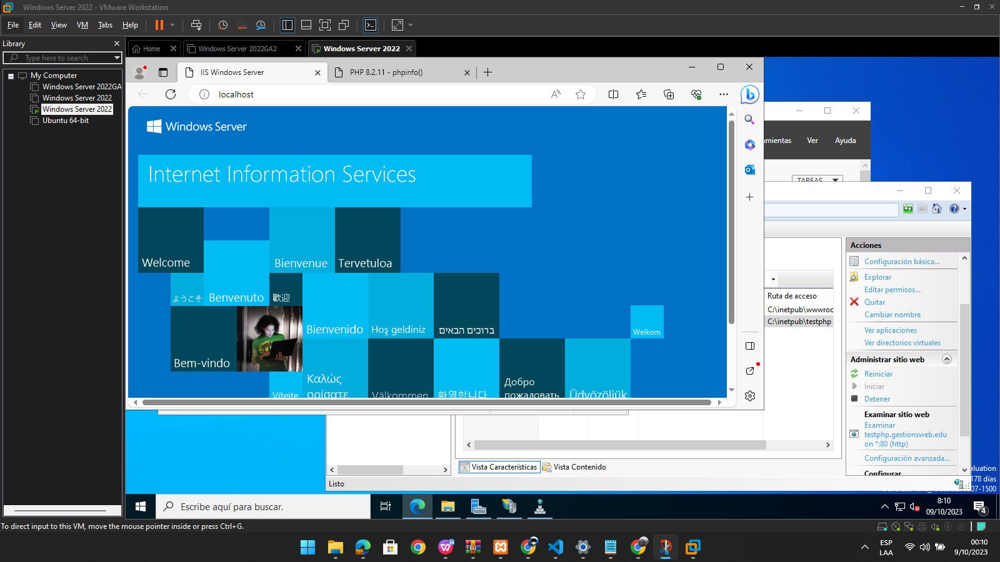 Windows Server 2022 - VMware Workstation
File Edit View VM Tabs Help
Library
Type here to search
My Computer
Windows Server 2022GA
Windows Server 2022
Windows Server 2022
Ubuntu 64-bit
Home
Windows Server 2022GA2
Windows Server 2022
IIS Windows Server
PHP 8.2.11 - phpinfo()
localhost
Windows Server
Internet Information Services
Welcome
Bienvenue
Tervetuloa
ようこそ
Benvenuto
歡迎
Bienvenido
Hoş geldiniz
ברוכים הבאים
Welkom
Bem-vindo
Καλώς
ορίσατε
Vítejte
Välkommen
환영합니다
Добро
пожаловать
Üdvözöljük
Ver
Ayuda
TAREAS
Acciones
Configuración básica...
Explorar
Editar permisos...
Quitar
Cambiar nombre
Ver aplicaciones
Ver directorios virtuales
Administrar sitio web
Reiniciar
Iniciar
Detener
Examinar sitio web
Examinar
testphp.gestionsweb.edu
on *:80 (http)
Configuración avanzada...
Configurar
Ruta de acceso
C:\inetpub\wwwroo
C:\inetpub\testphp
Vista Características
Vista Contenido
Listo
178 días
Escribe aquí para buscar.
8:10
09/10/2023
4
To direct input to this VM, move the mouse pointer inside or press Ctrl+G.
ESP
LAA
00:10
9/10/2023